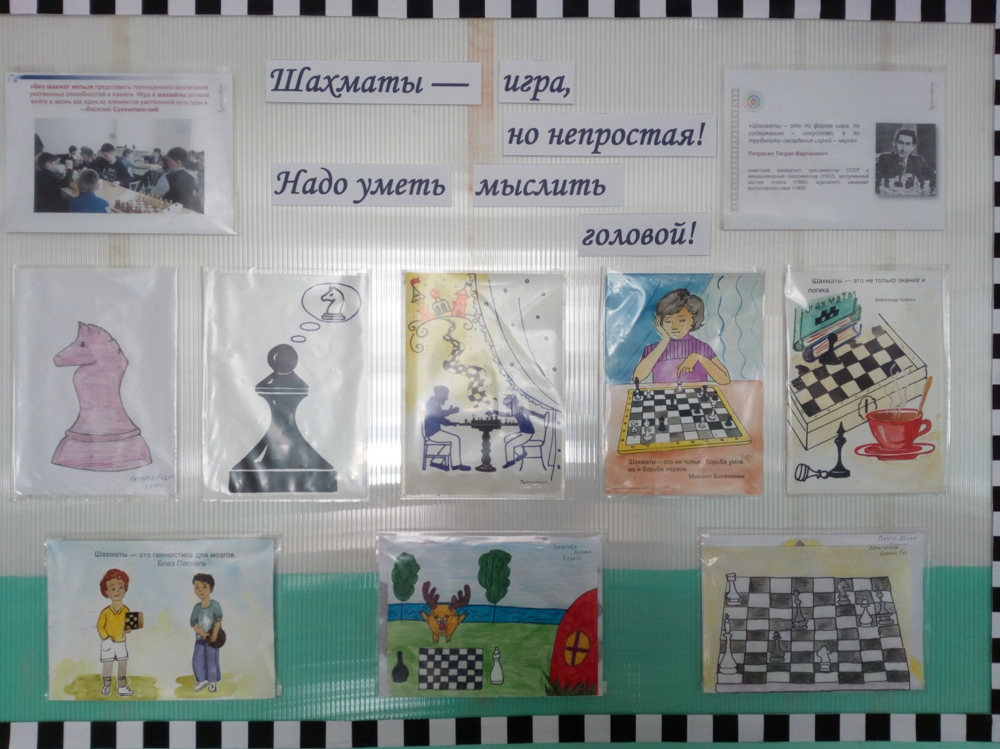 Шахматы — игра,
но непростая!
Надо уметь мыслить
головой!
«Без шахмат нельзя представить полноценного воспитания
умственных способностей и памяти. Игра в шахматы должна
войти в жизнь как один из элементов умственной культуры.»
—Василий Сухомлинский
«Шахматы – это по форме игра, по
содержанию – искусство, а по
трудности овладения игрой – наука»
Петросян Тигран Вартанович
советский шахматист, гроссмейстер СССР и
международный гроссмейстер (1952), заслуженный
мастер спорта (1960), журналист, кандидат
философских наук (1968)
Шахматы – это не только борьба умов,
но и борьба нервов.
Михаил Ботвинник
МОСКВА
Шахматы — это не только знание и
логика.
Александр Алёхин
ШАХМАТЫ
Шахматы — это гимнастика для мозгов.
Блез Паскаль